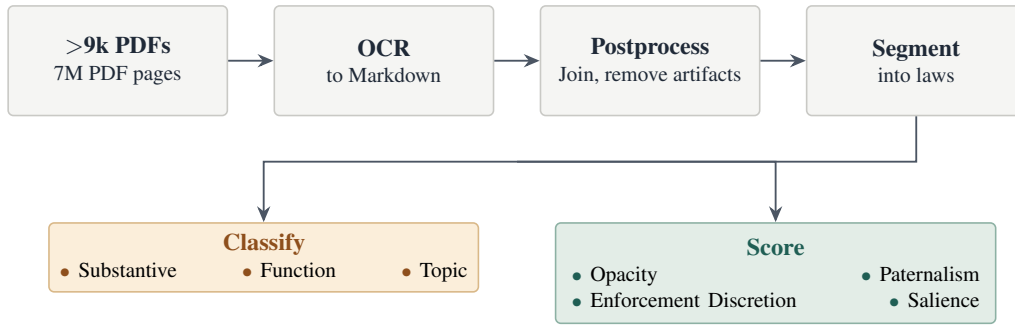 >9k PDFs
7M PDF pages
OCR
to Markdown
Postprocess
Join, remove artifacts
Segment
into laws
Classify
• Substantive • Function • Topic
Score
• Opacity • Paternalism
• Enforcement Discretion • Salience